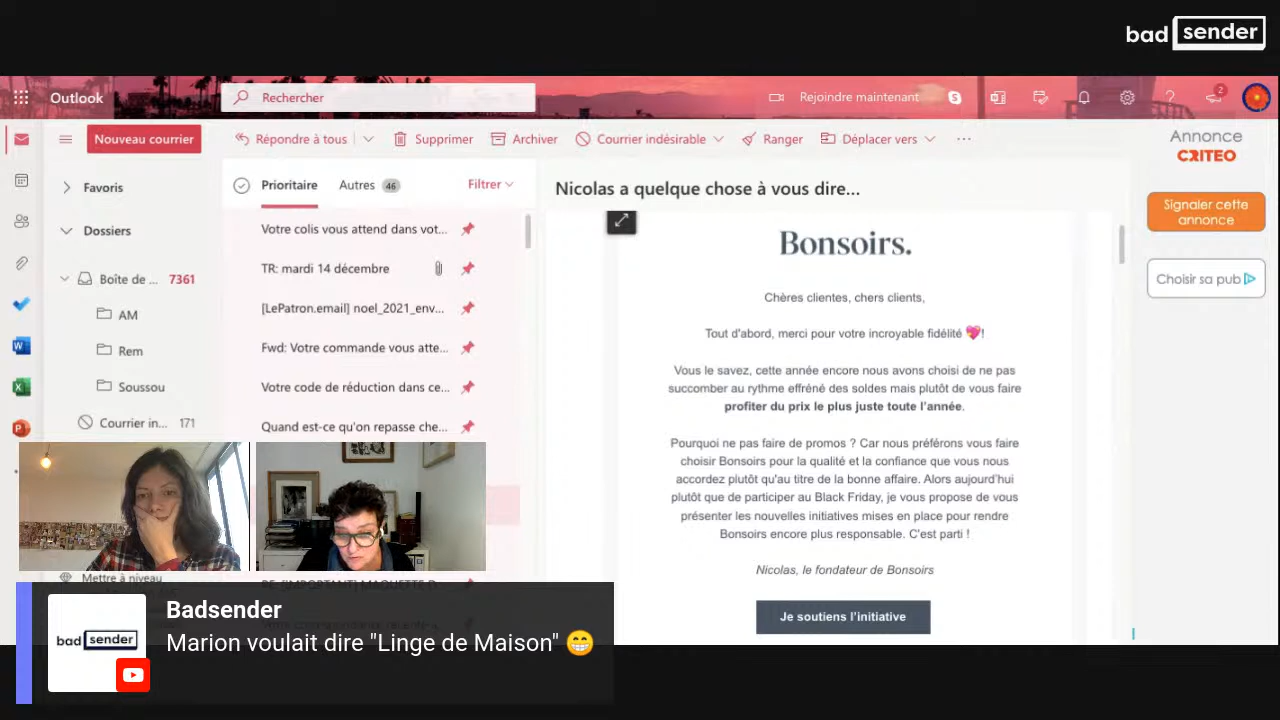 bad sender
Outlook
Rechercher
Rejoindre maintenant
2
Nouveau courrier
Répondre à tous
Supprimer
Archiver
Courrier indésirable
Ranger
Déplacer vers
Annonce
CRITEO
Signaler cette
annonce
Choisir sa pub
Favoris
Dossiers
Boîte de ... 7361
AM
Rem
Soussou
Courrier in... 171
Mettre à niveau
Prioritaire
Autres 46
Filtrer
Votre colis vous attend dans vot...
TR: mardi 14 décembre
[LePatron.email] noel_2021_env...
Fwd: Votre commande vous atte...
Votre code de réduction dans ce...
Quand est-ce qu'on repasse che...
Nicolas a quelque chose à vous dire...
Bonsoirs.
Chères clientes, chers clients,
Tout d'abord, merci pour votre incroyable fidélité 💖!
Vous le savez, cette année encore nous avons choisi de ne pas
succomber au rythme effréné des soldes mais plutôt de vous faire
profiter du prix le plus juste toute l'année.
Pourquoi ne pas faire de promos ? Car nous préférons vous faire
choisir Bonsoirs pour la qualité et la confiance que vous nous
accordez plutôt qu'au titre de la bonne affaire. Alors aujourd'hui
plutôt que de participer au Black Friday, je vous propose de vous
présenter les nouvelles initiatives mises en place pour rendre
Bonsoirs encore plus responsable. C'est parti !
Nicolas, le fondateur de Bonsoirs
Je soutiens l'initiative
bad sender
Badsender
Marion voulait dire "Linge de Maison" 😁